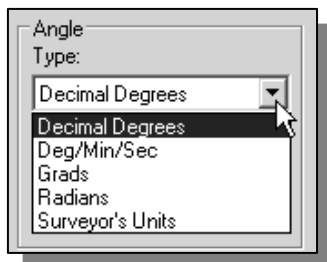 Angle
Type:
Decimal Degrees
Decimal Degrees
Deg/Min/Sec
Grads
Radians
Surveyor's Units